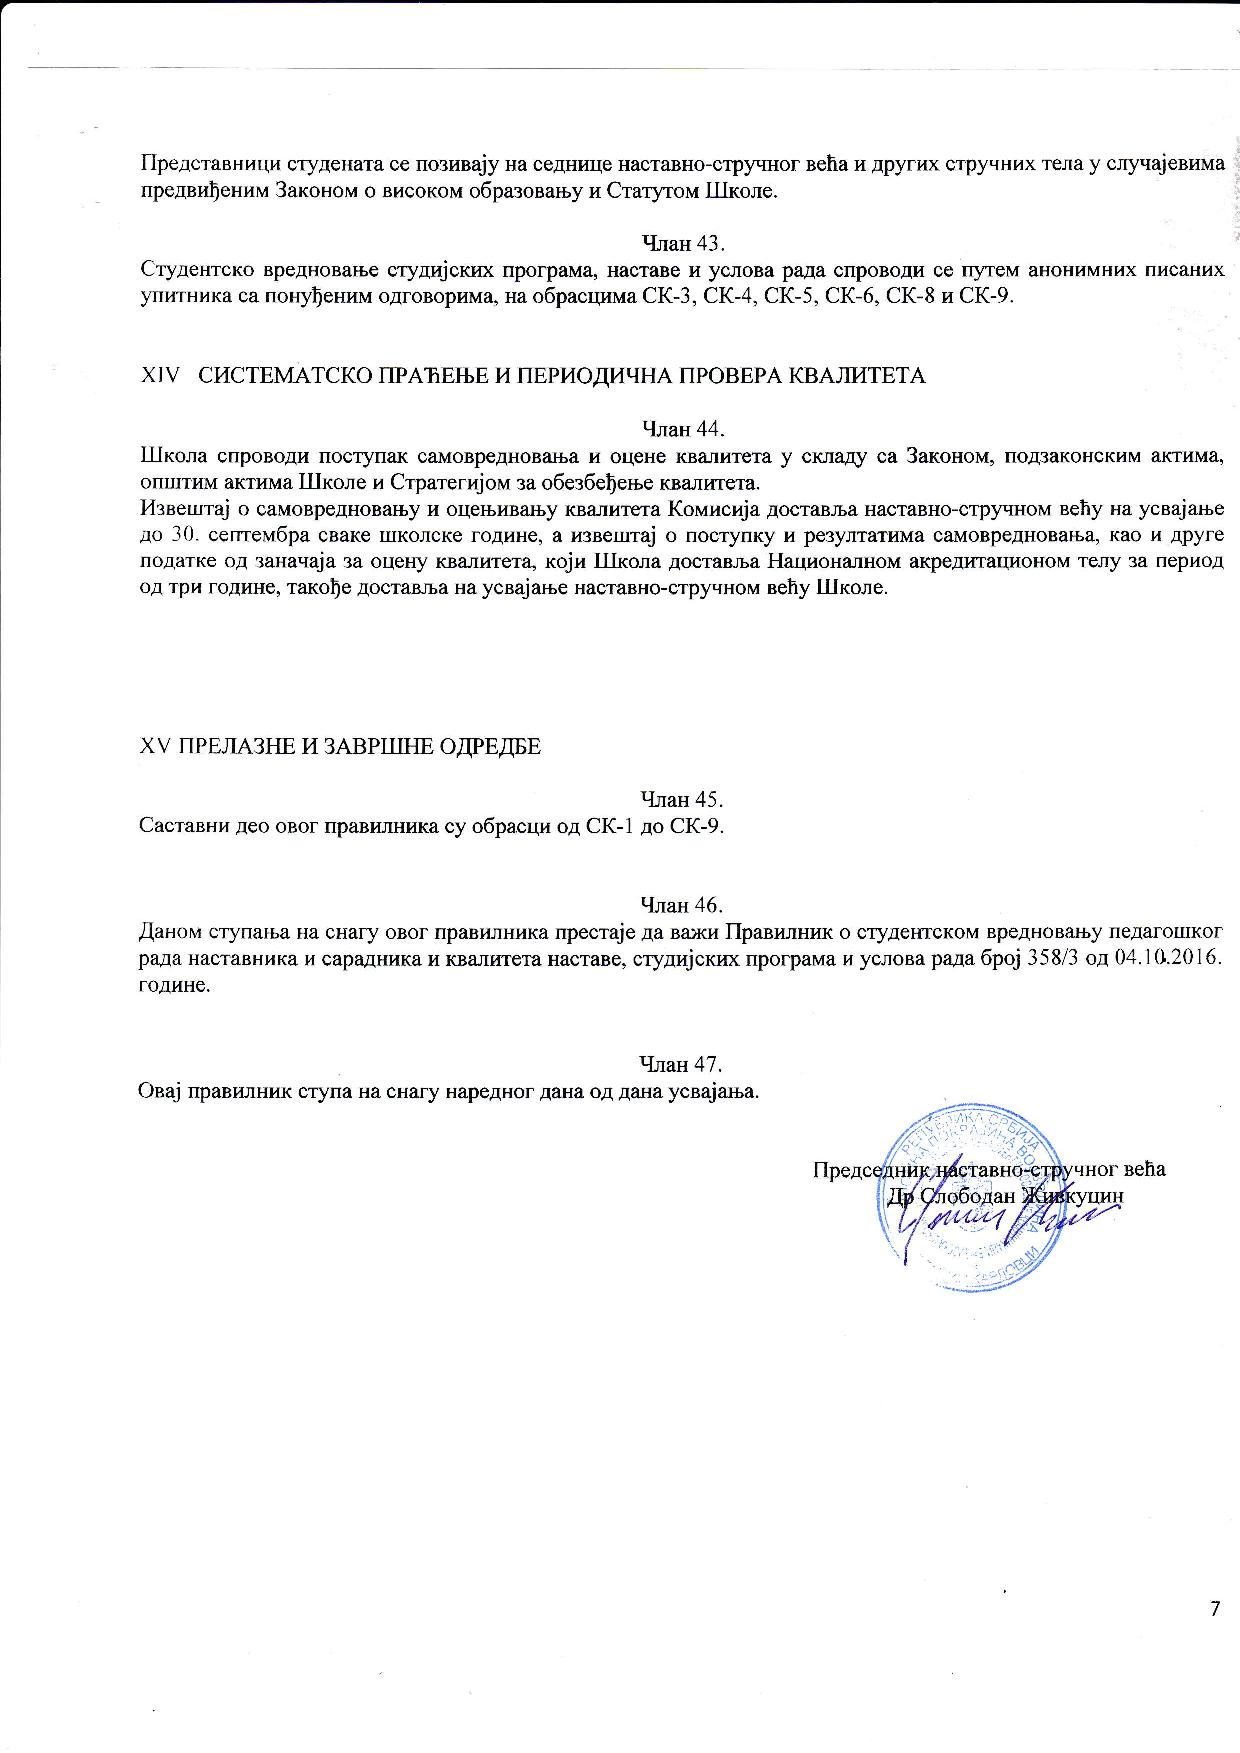 Представници студената се позивају на седнице наставно-стручног већа и других стручних тела у случајевима
предвиђеним Законом о високом образовању и Статутом Школе.
Члан 43.
Студентско вредновање студијских програма, наставе и услова рада спроводи се путем анонимних писаних
упитника са понуђеним одговорима, на обрасцима СК-3, СК-4, СК-5, СК-6, СК-8 и СК-9.
XIV СИСТЕМАТСКО ПРАЋЕЊЕ И ПЕРИОДИЧНА ПРОВЕРА КВАЛИТЕТА
Члан 44.
Школа спроводи поступак самовредновања и оцене квалитета у складу са Законом, подзаконским актима,
општим актима Школе и Стратегијом за обезбеђење квалитета.
Извештај о самовредновању и оцењивању квалитета Комисија доставља наставно-стручном већу на усвајање
до 30. септембра сваке школске године, а извештај о поступку и резултатима самовредновања, као и друге
податке од заначаја за оцену квалитета, који Школа доставља Националном акредитационом телу за период
од три године, такође доставља на усвајање наставно-стручном већу Школе.
XV ПРЕЛАЗНЕ И ЗАВРШНЕ ОДРЕДБЕ
Члан 45.
Саставни део овог правилника су обрасци од СК-1 до СК-9.
Члан 46.
Даном ступања на снагу овог правилника престаје да важи Правилник о студентском вредновању педагошког
рада наставника и сарадника и квалитета наставе, студијских програма и услова рада број 358/3 од 04.10.2016.
године.
Члан 47.
Овај правилник ступа на снагу наредног дана од дана усвајања.
РЕПУБЛИКА СРБИЈА
Председник наставно-стручног већа
Др Слободан Живкуцин
7